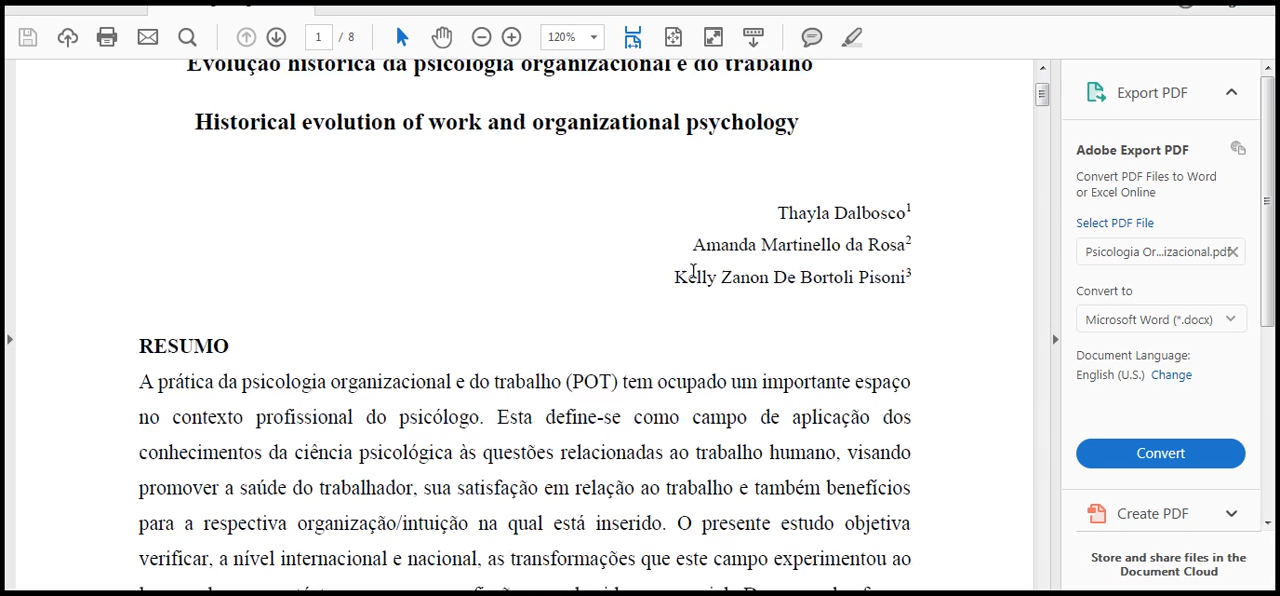 1 / 8
120%
Evolução histórica da psicologia organizacional e do trabalho
Historical evolution of work and organizational psychology
Thayla Dalbosco1
Amanda Martinello da Rosa2
Kelly Zanon De Bortoli Pisoni3
RESUMO
A prática da psicologia organizacional e do trabalho (POT) tem ocupado um importante espaço
no contexto profissional do psicólogo. Esta define-se como campo de aplicação dos
conhecimentos da ciência psicológica às questões relacionadas ao trabalho humano, visando
promover a saúde do trabalhador, sua satisfação em relação ao trabalho e também benefícios
para a respectiva organização/intuição na qual está inserido. O presente estudo objetiva
verificar, a nível internacional e nacional, as transformações que este campo experimentou ao
Export PDF
Adobe Export PDF
Convert PDF Files to Word
or Excel Online
Select PDF File
Psicologia Or...izacional.pdf
Convert to
Microsoft Word (*.docx)
Document Language:
English (U.S.) Change
Convert
Create PDF
Store and share files in the
Document Cloud